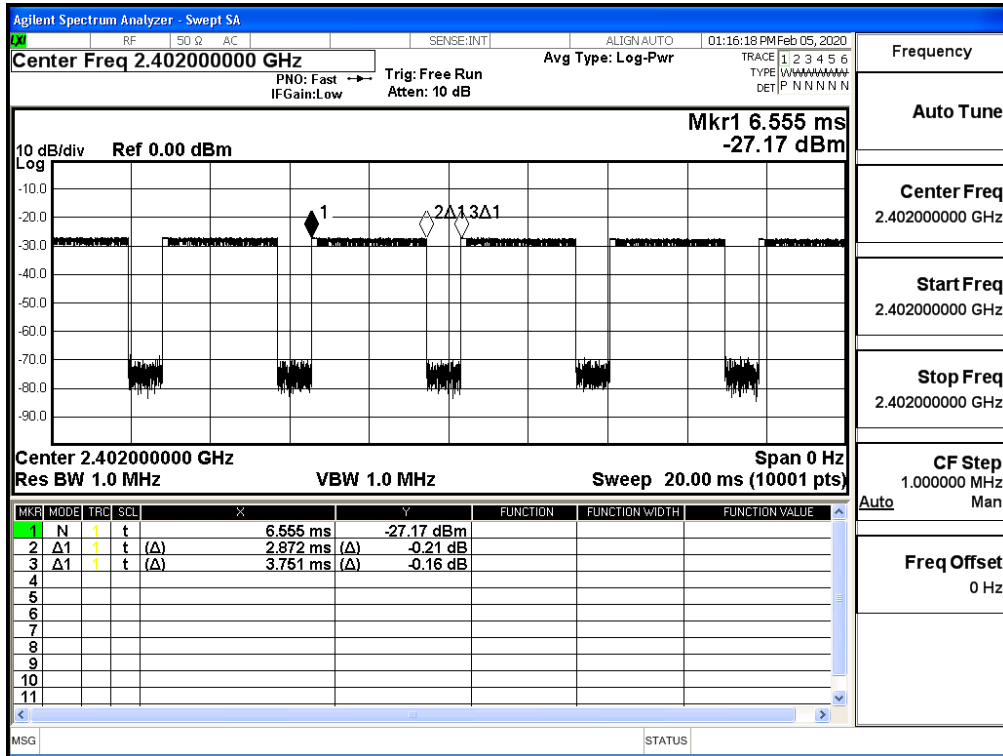 Agilent Spectrum Analyzer - Swept SA
LXI RF 50 Ω AC SENSE:INT ALIGN AUTO 01:16:18 PM Feb 05, 2020
Center Freq 2.402000000 GHz
PNO: Fast
IFGain:Low
Trig: Free Run
Atten: 10 dB
Avg Type: Log-Pwr
TRACE 1 2 3 4 5 6
TYPE
DET P N N N N N
Mkr1 6.555 ms
-27.17 dBm
10 dB/div Ref 0.00 dBm
Log
-10.0
-20.0
-30.0
-40.0
-50.0
-60.0
-70.0
-80.0
-90.0
1
2Δ1
3Δ1
Center 2.402000000 GHz Span 0 Hz
Res BW 1.0 MHz VBW 1.0 MHz Sweep 20.00 ms (10001 pts)
MKR MODE TRC SCL X Y FUNCTION FUNCTION WIDTH FUNCTION VALUE
1 N 1 t 6.555 ms -27.17 dBm
2 Δ1 1 t (Δ) 2.872 ms (Δ) -0.21 dB
3 Δ1 1 t (Δ) 3.751 ms (Δ) -0.16 dB
4
5
6
7
8
9
10
11
MSG STATUS
Frequency
Auto Tune
Center Freq
2.402000000 GHz
Start Freq
2.402000000 GHz
Stop Freq
2.402000000 GHz
CF Step
1.000000 MHz
Auto Man
Freq Offset
0 Hz